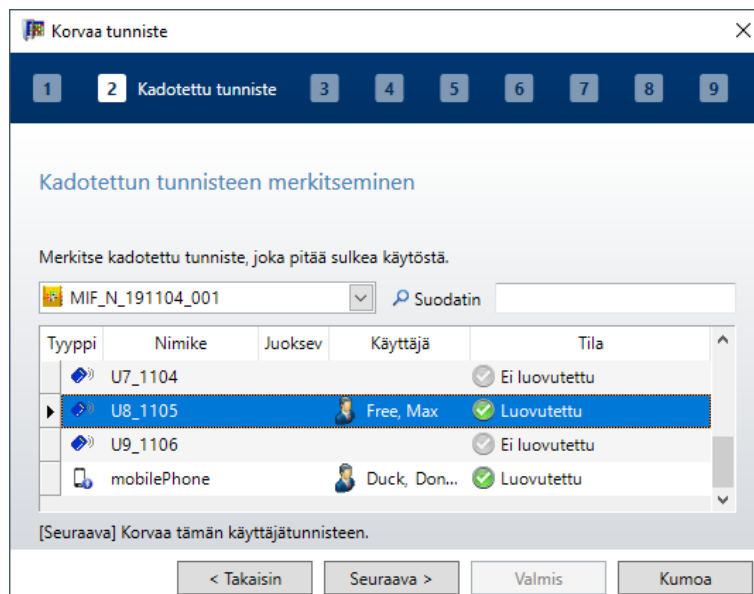 Korvaa tunniste
1 2 Kadotettu tunniste 3 4 5 6 7 8 9
Kadotettun tunnisteen merkitseminen
Merkitse kadotettu tunniste, joka pitää sulkea käytöstä.
MIF_N_191104_001 Suodatin
Tyyppi Nimike Juoksev Käyttäjä Tila
U7_1104 Ei luovutettu
U8_1105 Free, Max Luovutettu
U9_1106 Ei luovutettu
mobilePhone Duck, Don... Luovutettu
[Seuraava] Korvaa tämän käyttäjätunnisteen.
< Takaisin Seuraava > Valmis Kumoa